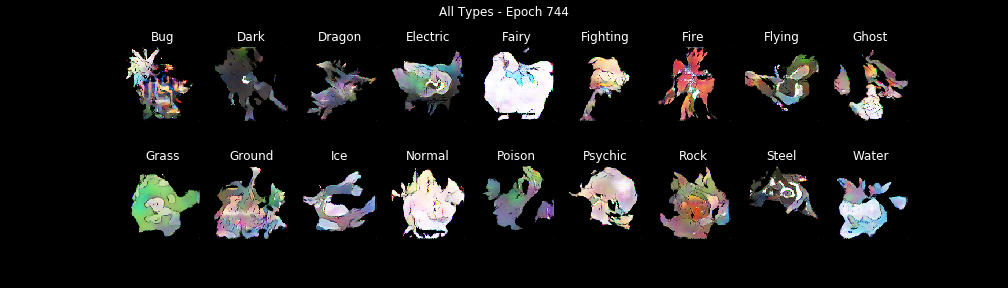 All Types - Epoch 744
Bug Dark Dragon Electric Fairy Fighting Fire Flying Ghost
Grass Ground Ice Normal Poison Psychic Rock Steel Water